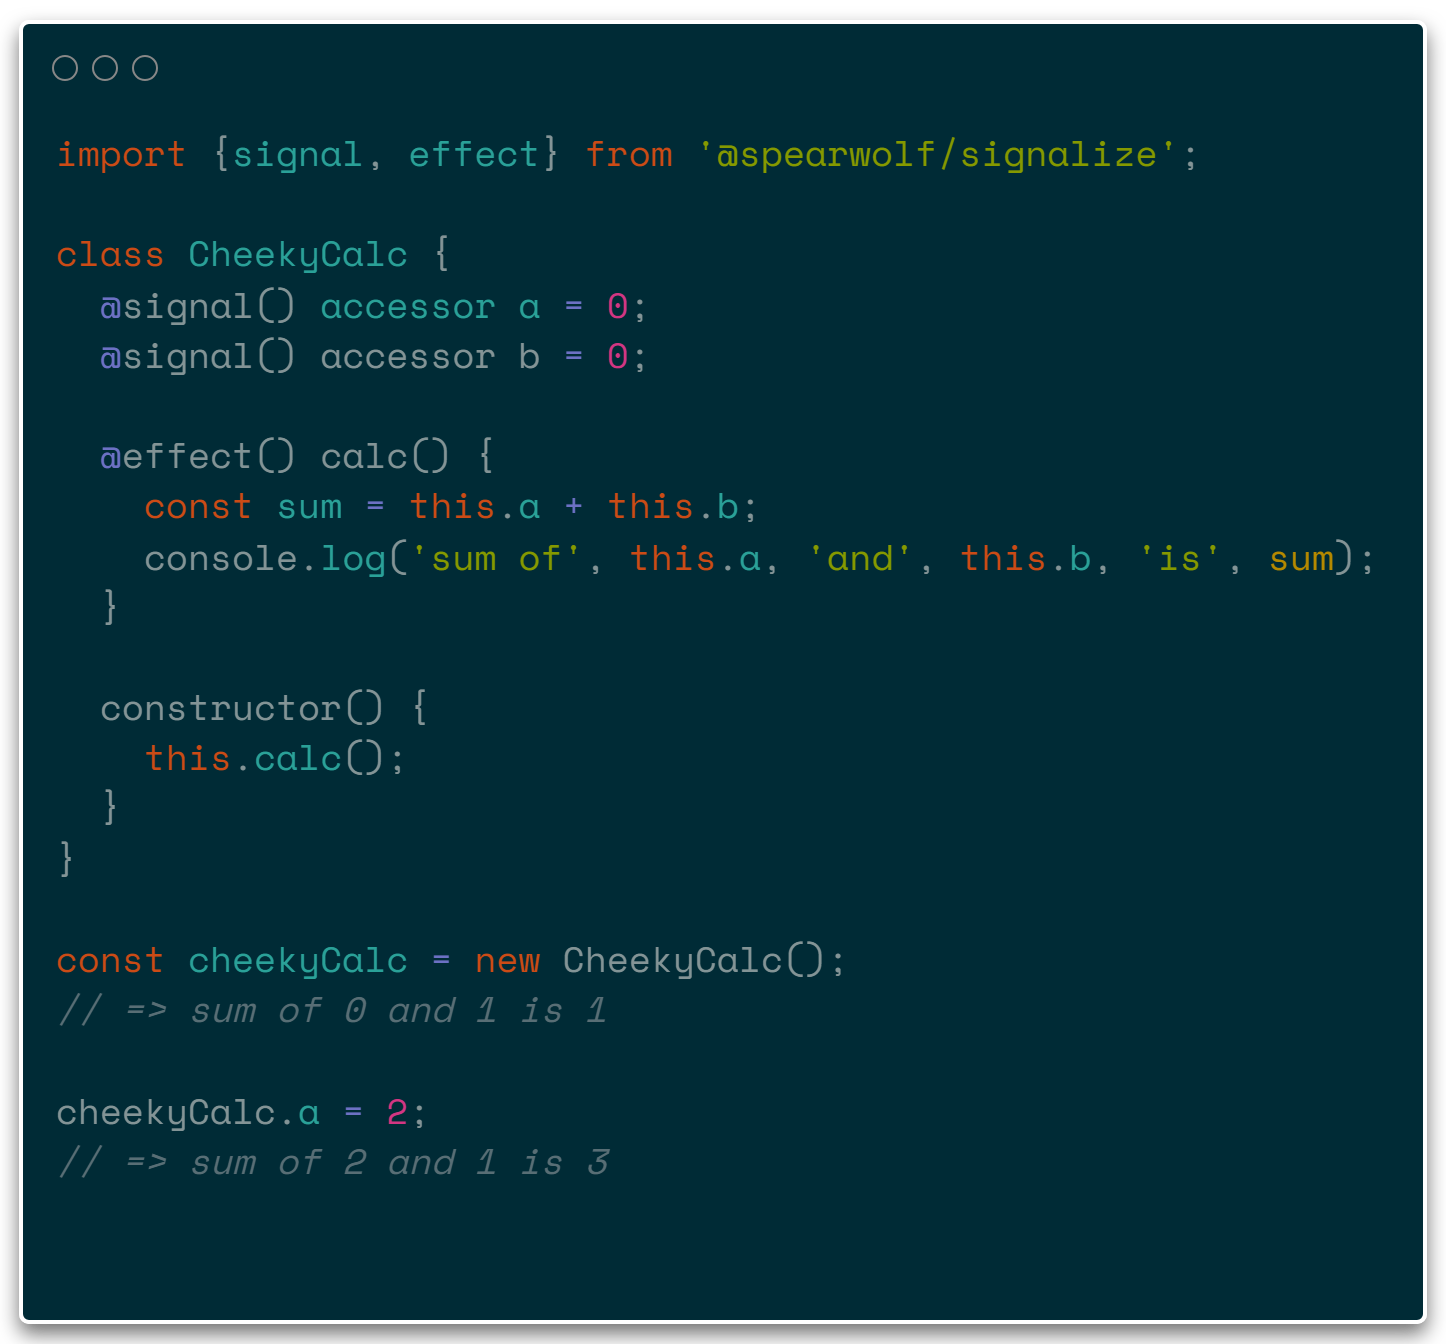 import {signal, effect} from '@spearwolf/signalize';
class CheekyCalc {
  @signal() accessor a = 0;
  @signal() accessor b = 0;
  @effect() calc() {
    const sum = this.a + this.b;
    console.log('sum of', this.a, 'and', this.b, 'is', sum);
  }
  constructor() {
    this.calc();
  }
}
const cheekyCalc = new CheekyCalc();
// => sum of 0 and 1 is 1
cheekyCalc.a = 2;
// => sum of 2 and 1 is 3